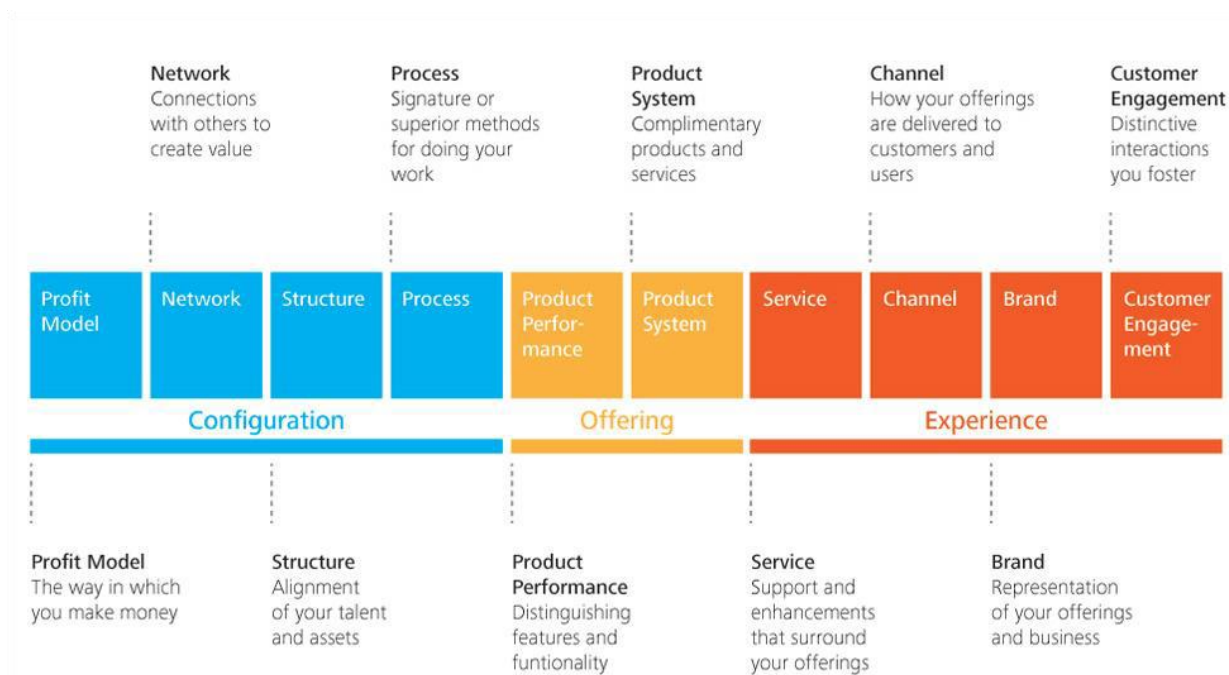 Network
Connections
with others to
create value
Process
Signature or
superior methods
for doing your
work
Product
System
Complimentary
products and
services
Channel
How your offerings
are delivered to
customers and
users
Customer
Engagement
Distinctive
interactions
you foster
Profit
Model
Network
Structure
Process
Product
Perfor-
mance
Product
System
Service
Channel
Brand
Customer
Engage-
ment
Configuration
Offering
Experience
Profit Model
The way in which
you make money
Structure
Alignment
of your talent
and assets
Product
Performance
Distinguishing
features and
funtionality
Service
Support and
enhancements
that surround
your offerings
Brand
Representation
of your offerings
and business